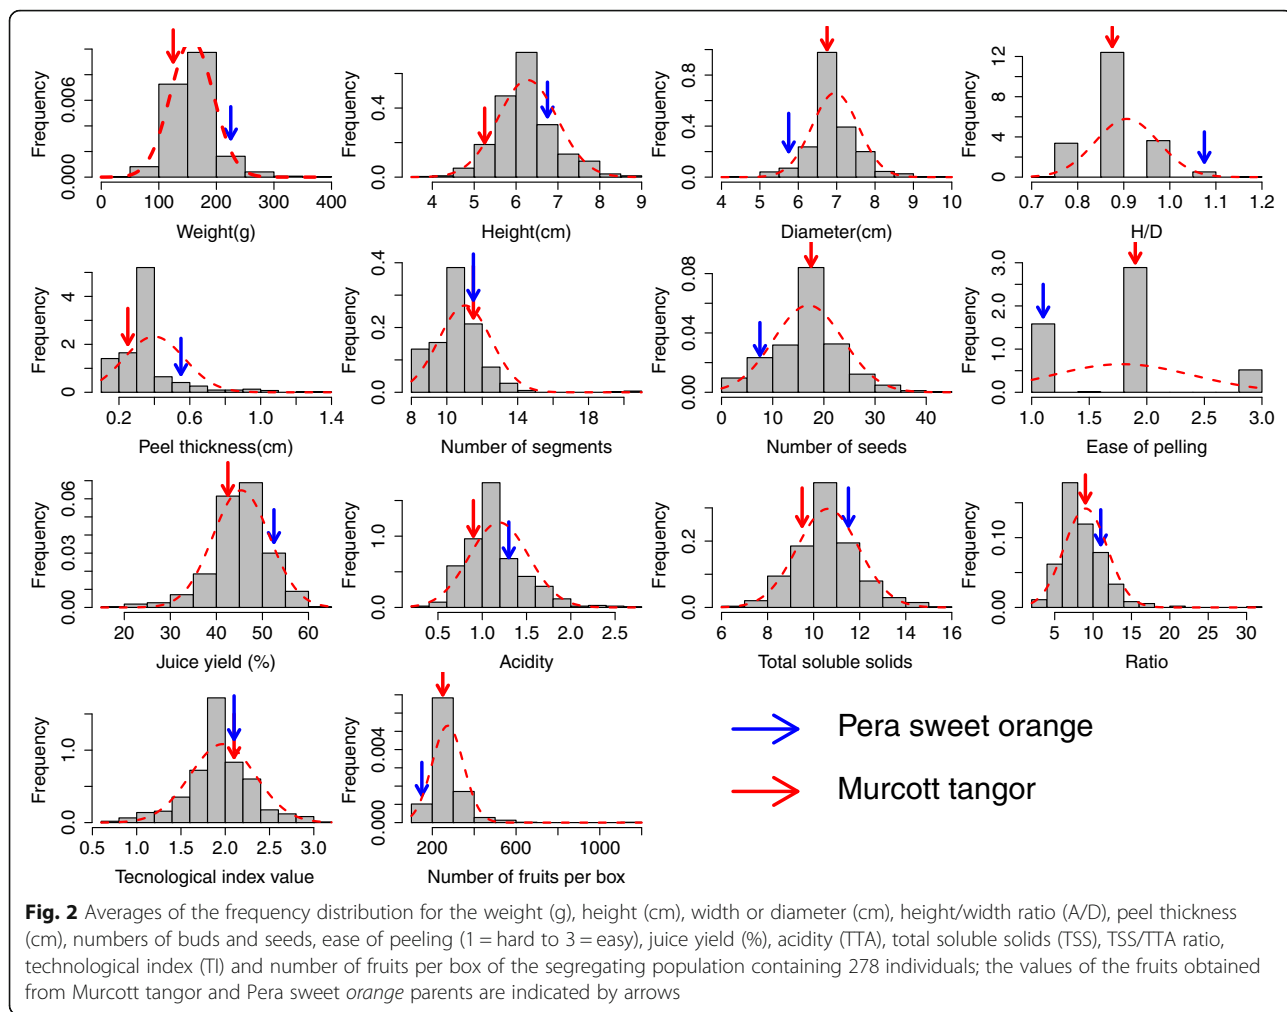 Frequency
0.000 0.006
0 100 200 300 400
Weight(g)
Frequency
0.0 0.4
4 5 6 7 8 9
Height(cm)
Frequency
0.0 0.4 0.8
4 5 6 7 8 9 10
Diameter(cm)
Frequency
0 4 8 12
0.7 0.8 0.9 1.0 1.1 1.2
H/D
Frequency
0 2 4
0.2 0.6 1.0 1.4
Peel thickness(cm)
Frequency
0.0 0.2 0.4
8 10 14 18
Number of segments
Frequency
0.00 0.04 0.08
0 10 20 30 40
Number of seeds
Frequency
0.0 1.0 2.0 3.0
1.0 1.5 2.0 2.5 3.0
Ease of pelling
Frequency
0.00 0.03 0.06
20 30 40 50 60
Juice yield (%)
Frequency
0.0 1.0
0.5 1.0 1.5 2.0 2.5
Acidity
Frequency
0.0 0.2
6 8 10 12 14 16
Total soluble solids
Frequency
0.00 0.10
5 10 15 20 25 30
Ratio
Frequency
0.0 1.0
0.5 1.0 1.5 2.0 2.5 3.0
Tecnological index value
Frequency
0.000 0.004
200 600 1000
Number of fruits per box
Pera sweet orange
Murcott tangor
Fig. 2 Averages of the frequency distribution for the weight (g), height (cm), width or diameter (cm), height/width ratio (A/D), peel thickness
(cm), numbers of buds and seeds, ease of peeling (1 = hard to 3 = easy), juice yield (%), acidity (TTA), total soluble solids (TSS), TSS/TTA ratio,
technological index (TI) and number of fruits per box of the segregating population containing 278 individuals; the values of the fruits obtained
from Murcott tangor and Pera sweet orange parents are indicated by arrows